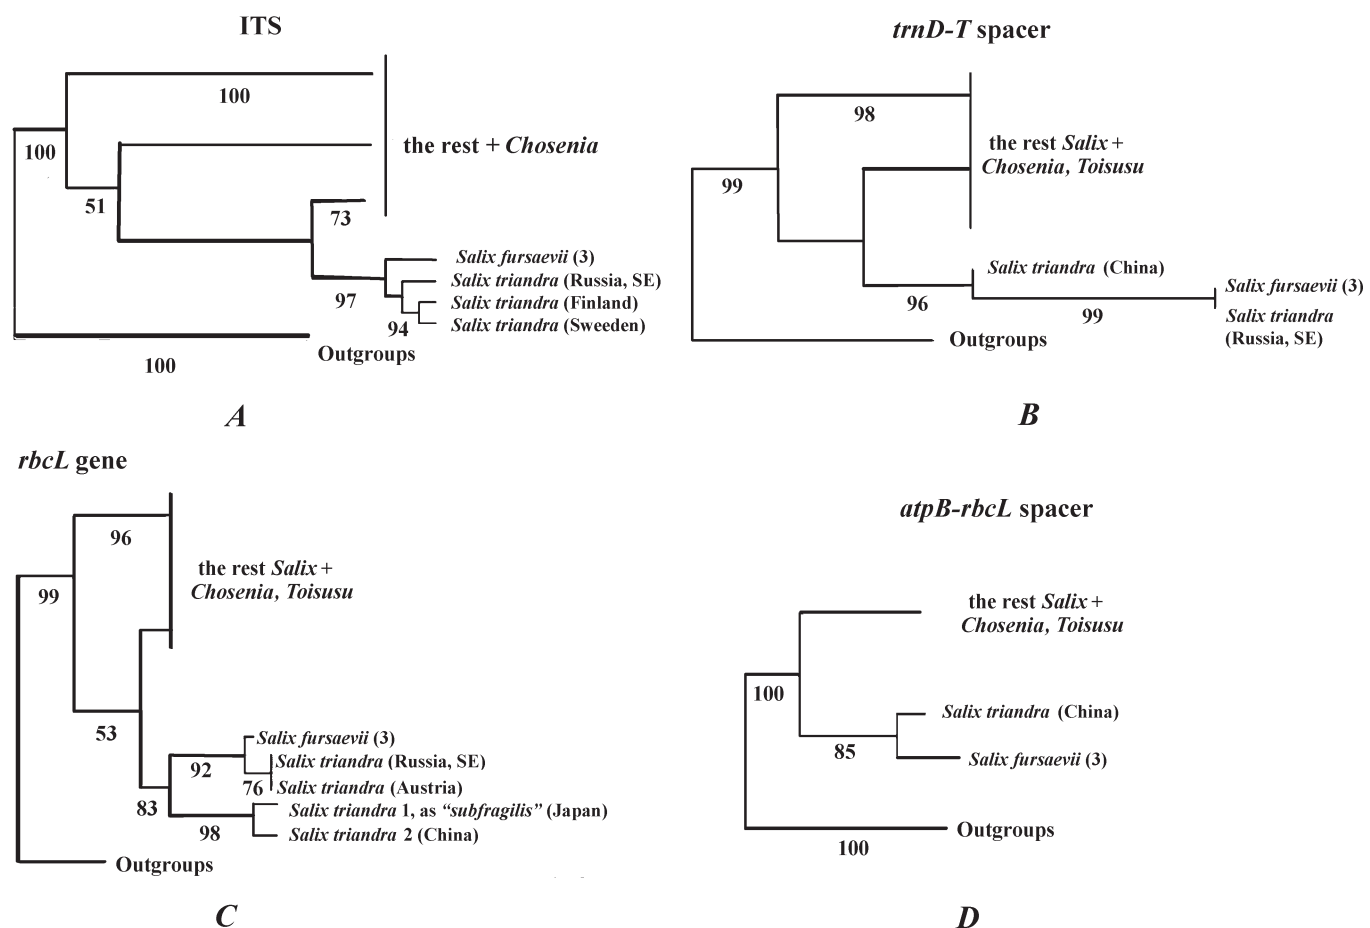 ITS
100
100
the rest + Chosenia
51
73
Salix fursaevii (3)
Salix triandra (Russia, SE)
97
Salix triandra (Finland)
94
Salix triandra (Sweeden)
Outgroups
100
A
trnD-T spacer
98
the rest Salix +
Chosenia, Toisusu
99
Salix triandra (China)
96
99
Salix fursaevii (3)
Salix triandra
(Russia, SE)
Outgroups
B
rbcL gene
96
the rest Salix +
Chosenia, Toisusu
99
53
Salix fursaevii (3)
92
Salix triandra (Russia, SE)
76
Salix triandra (Austria)
83
Salix triandra 1, as “subfragilis” (Japan)
98
Salix triandra 2 (China)
Outgroups
C
atpB-rbcL spacer
the rest Salix +
Chosenia, Toisusu
100
Salix triandra (China)
85
Salix fursaevii (3)
Outgroups
100
D